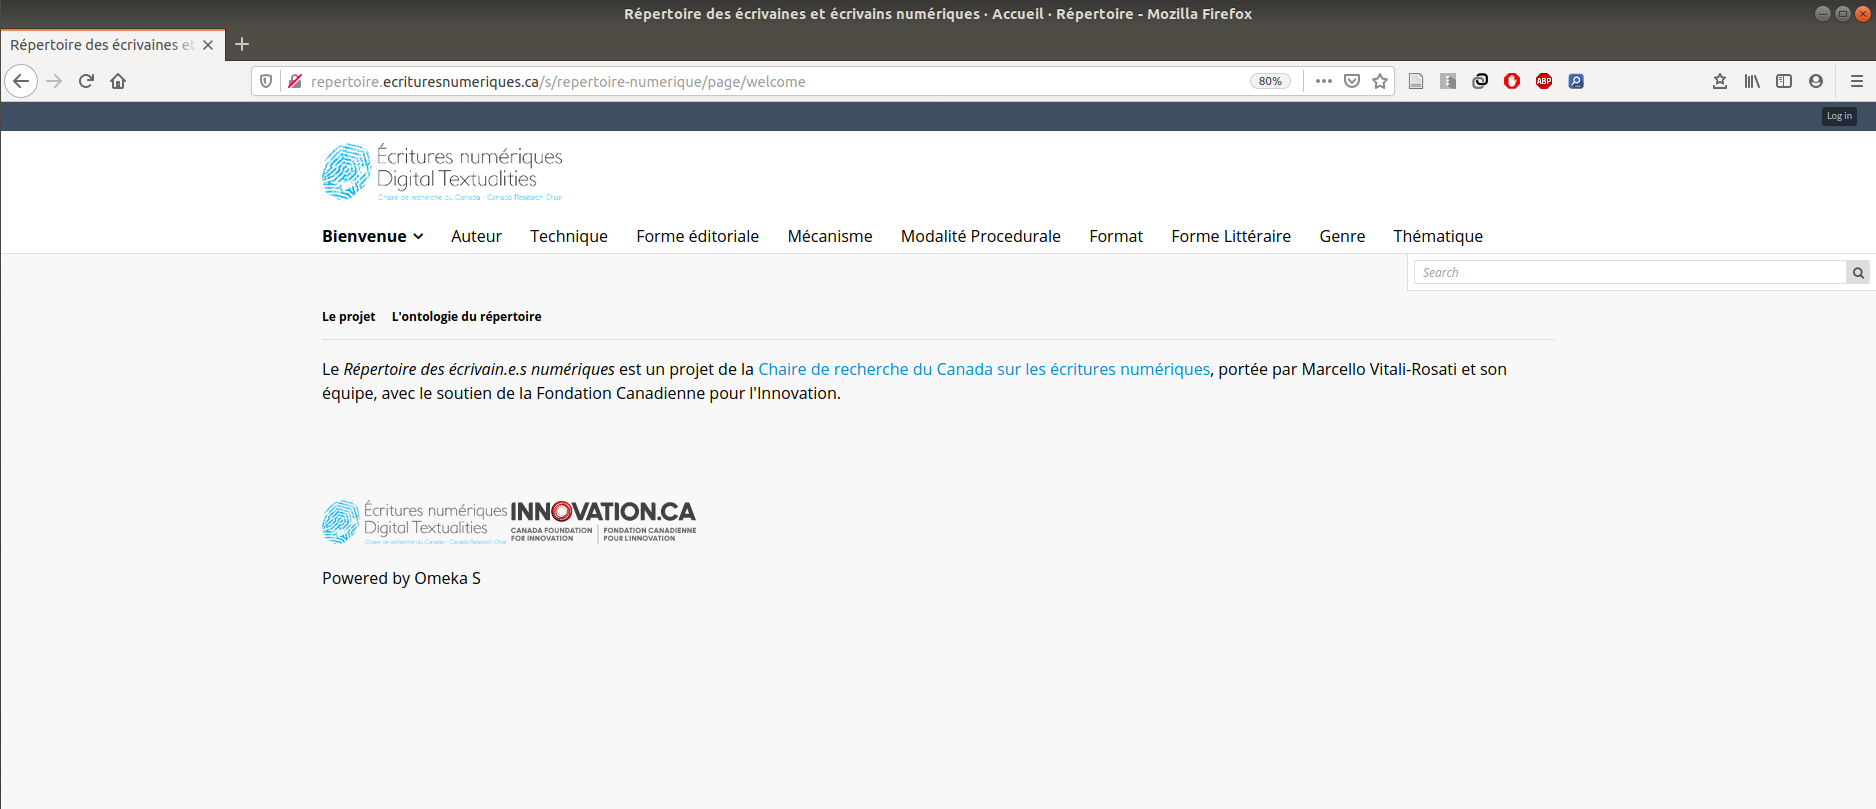 Répertoire des écrivaines et écrivains numériques · Accueil · Répertoire - Mozilla Firefox
Répertoire des écrivaines et
repertoire.ecrituresnumeriques.ca/s/repertoire-numerique/page/welcome 80% ABP
Log in
Écritures numériques
Digital Textualities
Chaire de recherche du Canada - Canada Research Chair
Bienvenue Auteur Technique Forme éditoriale Mécanisme Modalité Procedurale Format Forme Littéraire Genre Thématique
Search
Le projet L'ontologie du répertoire
Le Répertoire des écrivain.e.s numériques est un projet de la Chaire de recherche du Canada sur les écritures numériques, portée par Marcello Vitali-Rosati et son
équipe, avec le soutien de la Fondation Canadienne pour l'Innovation.
Écritures numériques
Digital Textualities
Chaire de recherche du Canada - Canada Research Chair
INNOVATION.CA
CANADA FOUNDATION FOR INNOVATION
FONDATION CANADIENNE POUR L'INNOVATION
Powered by Omeka S